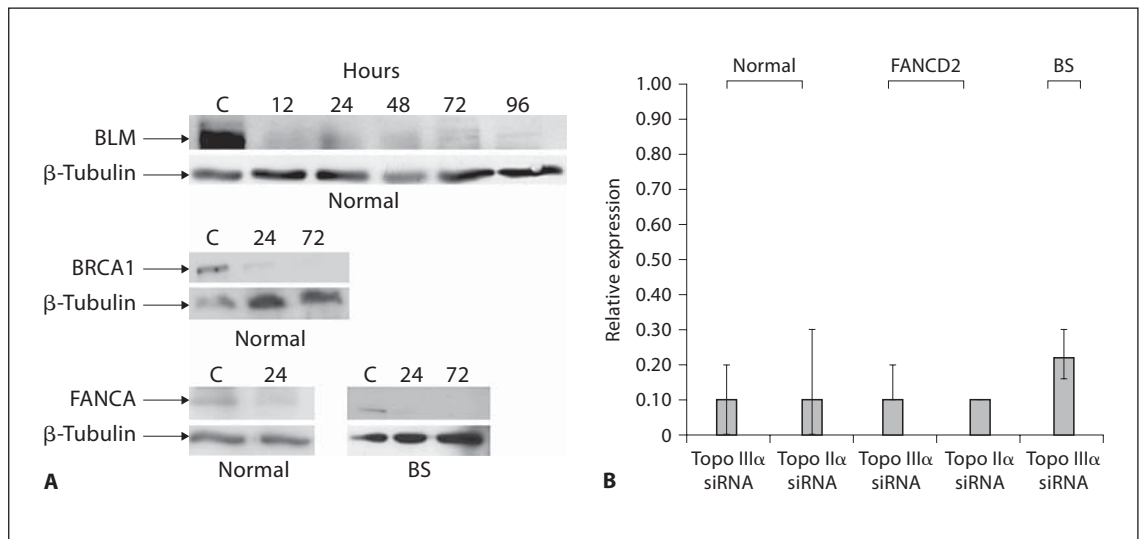 Hours
C 12 24 48 72 96
BLM
β-Tubulin
Normal
C 24 72
BRCA1
β-Tubulin
Normal
C 24 C 24 72
FANCA
β-Tubulin
Normal BS
A
Normal FANCD2 BS
1.00
0.90
0.80
0.70
0.60
0.50
0.40
0.30
0.20
0.10
0
Relative expression
Topo IIIα Topo IIα Topo IIIα Topo IIα Topo IIIα
siRNA siRNA siRNA siRNA siRNA
B